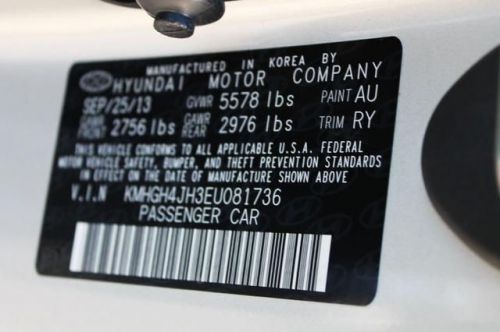 MANUFACTURED IN KOREA BY
HYUNDAI MOTOR COMPANY
SEP/25/13 GVWR 5578 lbs PAINT AU
GAWR FRONT 2756 lbs GAWR REAR 2976 lbs TRIM RY
THIS VEHICLE CONFORMS TO ALL APPLICABLE U.S.A. FEDERAL
MOTOR VEHICLE SAFETY, BUMPER, AND THEFT PREVENTION STANDARDS
IN EFFECT ON THE DATE OF MANUFACTURE SHOWN ABOVE.
V.I.N KMHGH4JH3EU081736
PASSENGER CAR